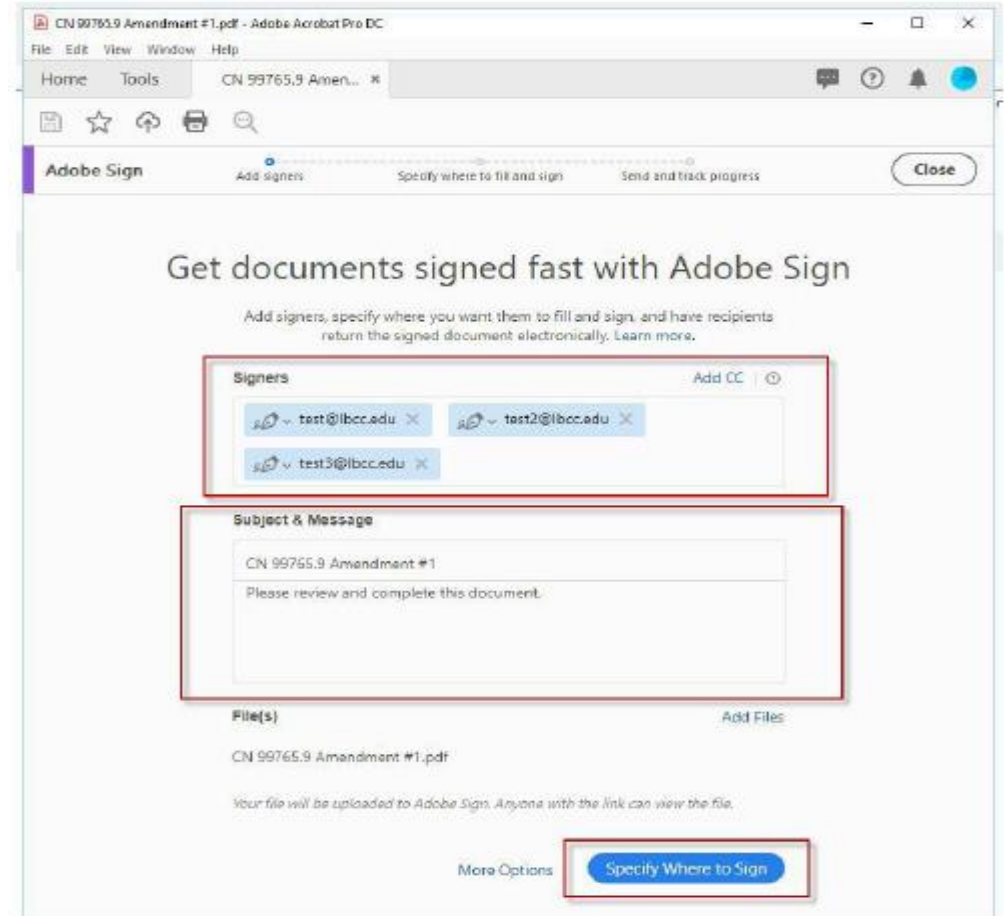 CN 99765.9 Amendment #1.pdf - Adobe Acrobat Pro DC
File Edit View Window Help
Home Tools CN 99765.9 Amen... ×
Adobe Sign Add signers Specify where to fill and sign Send and track progress Close
Get documents signed fast with Adobe Sign
Add signers, specify where you want them to fill and sign, and have recipients
return the signed document electronically. Learn more.
Signers Add CC
test@lbcc.edu × test2@lbcc.edu ×
test3@lbcc.edu ×
Subject & Message
CN 99765.9 Amendment #1
Please review and complete this document.
File(s) Add Files
CN 99765.9 Amendment #1.pdf
Your file will be uploaded to Adobe Sign. Anyone with the link can view the file.
More Options Specify Where to Sign